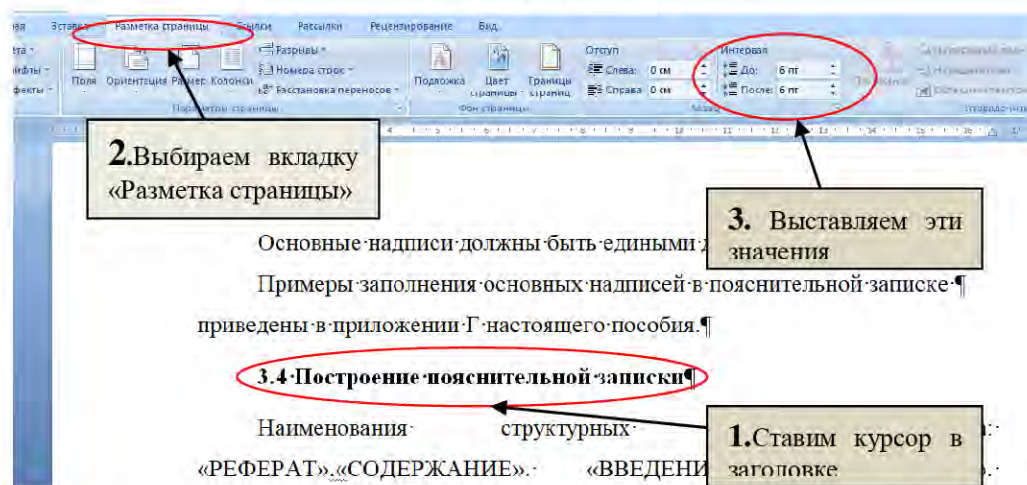 Вставка Разметка страницы Ссылки Рассылки Рецензирование Вид
Поля Ориентация Размер Колонки
Разрывы
Номера строк
Расстановка переносов
Параметры страницы
Подложка Цвет страницы Границы страниц
Фон страницы
Отступ
Слева: 0 см
Справа: 0 см
Интервал
До: 6 пт
После: 6 пт
Абзац
2.Выбираем вкладку
«Разметка страницы»
3. Выставляем эти
значения
Основные·надписи·должны·быть·едиными·
Примеры·заполнения·основных·надписей·в·пояснительной·записке·¶
приведены·в·приложении·Г·настоящего·пособия.¶
3.4·Построение·пояснительной·записки¶
Наименования· структурных·
1.Ставим курсор в
заголовке
«РЕФЕРАТ».«СОДЕРЖАНИЕ».· «ВВЕДЕНИ